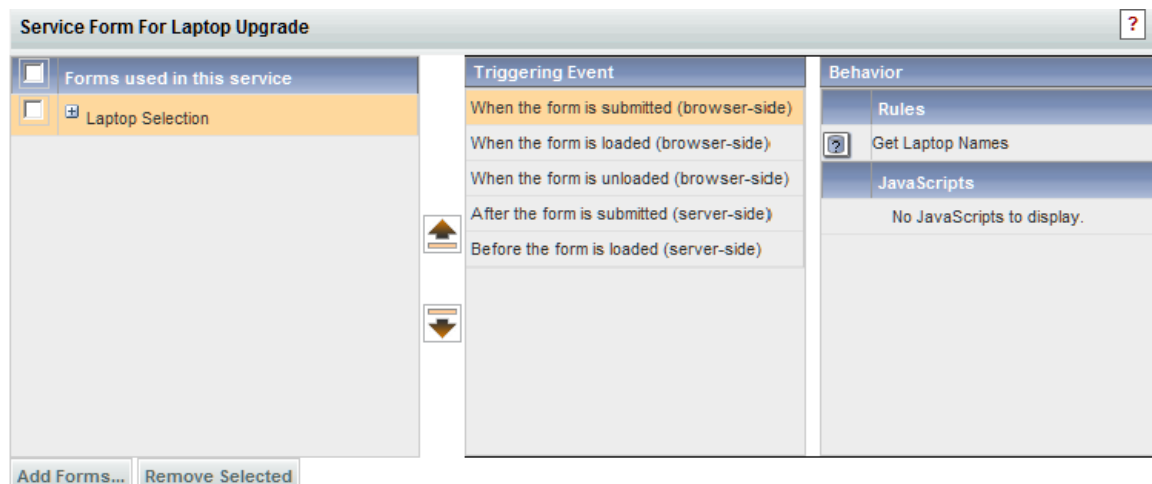 Service Form For Laptop Upgrade
?
Forms used in this service
Laptop Selection
Triggering Event
When the form is submitted (browser-side)
When the form is loaded (browser-side)
When the form is unloaded (browser-side)
After the form is submitted (server-side)
Before the form is loaded (server-side)
Behavior
Rules
? Get Laptop Names
JavaScripts
No JavaScripts to display.
Add Forms... Remove Selected